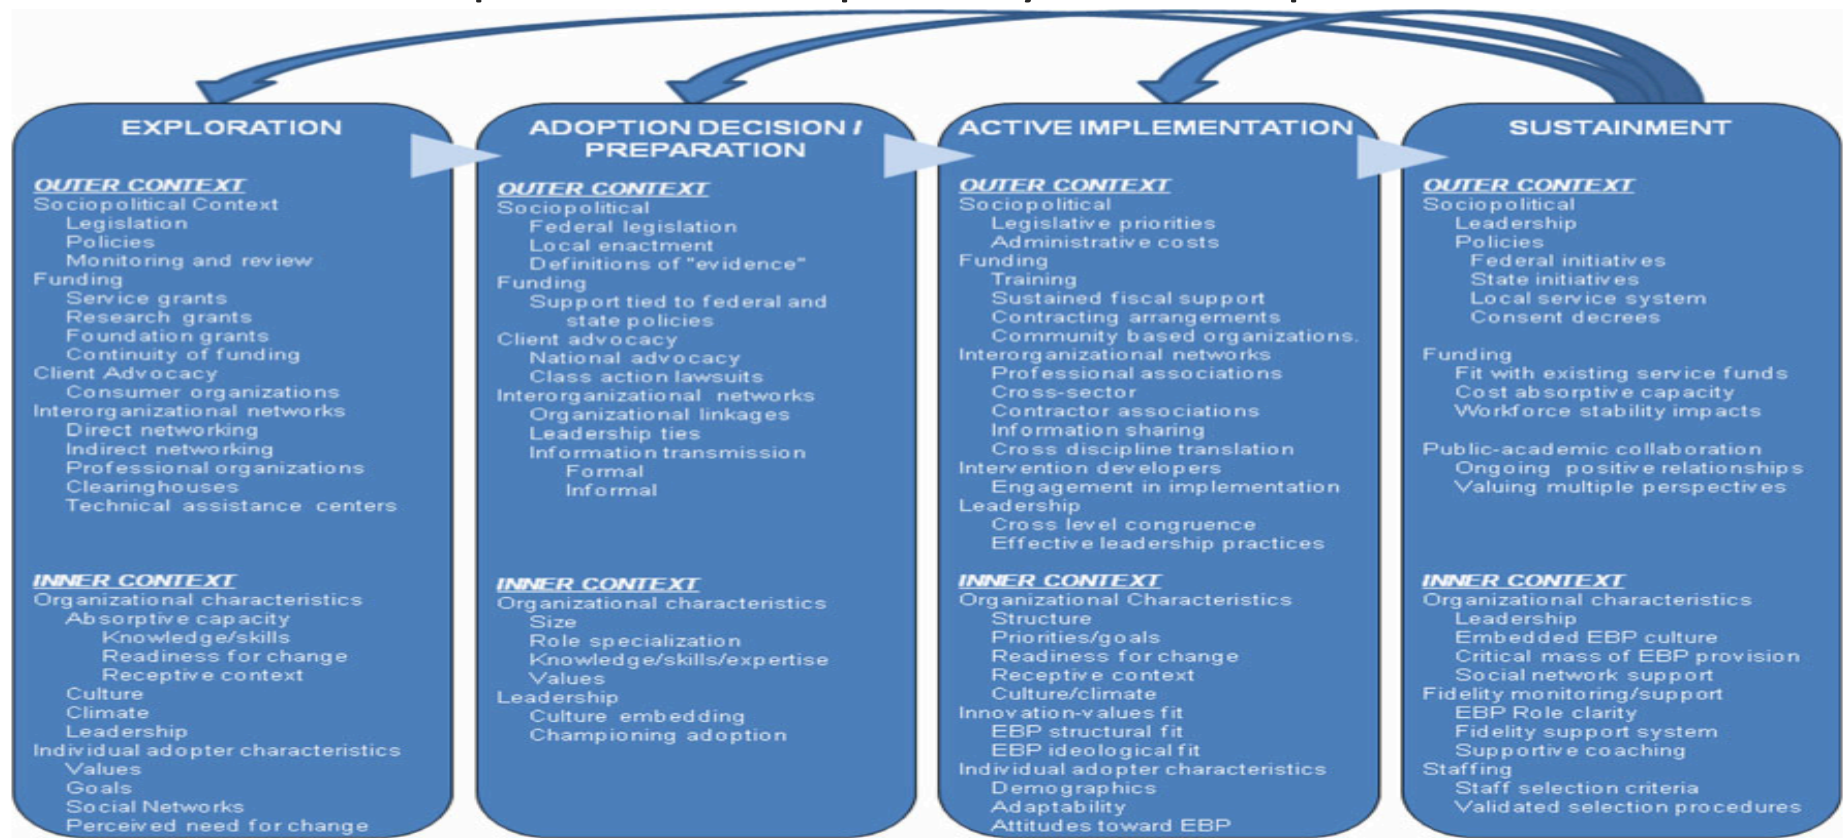 EXPLORATION
OUTER CONTEXT
Sociopolitical Context
Legislation
Policies
Monitoring and review
Funding
Service grants
Research grants
Foundation grants
Continuity of funding
Client Advocacy
Consumer organizations
Interorganizational networks
Direct networking
Indirect networking
Professional organizations
Clearinghouses
Technical assistance centers
INNER CONTEXT
Organizational characteristics
Absorptive capacity
Knowledge/skills
Readiness for change
Receptive context
Culture
Climate
Leadership
Individual adopter characteristics
Values
Goals
Social Networks
Perceived need for change
ADOPTION DECISION /
PREPARATION
OUTER CONTEXT
Sociopolitical
Federal legislation
Local enactment
Definitions of "evidence"
Funding
Support tied to federal and
state policies
Client advocacy
National advocacy
Class action lawsuits
Interorganizational networks
Organizational linkages
Leadership ties
Information transmission
Formal
Informal
INNER CONTEXT
Organizational characteristics
Size
Role specialization
Knowledge/skills/expertise
Values
Leadership
Culture embedding
Championing adoption
ACTIVE IMPLEMENTATION
OUTER CONTEXT
Sociopolitical
Legislative priorities
Administrative costs
Funding
Training
Sustained fiscal support
Contracting arrangements
Community based organizations.
Interorganizational networks
Professional associations
Cross-sector
Contractor associations
Information sharing
Cross discipline translation
Intervention developers
Engagement in implementation
Leadership
Cross level congruence
Effective leadership practices
INNER CONTEXT
Organizational Characteristics
Structure
Priorities/goals
Readiness for change
Receptive context
Culture/climate
Innovation-values fit
EBP structural fit
EBP ideological fit
Individual adopter characteristics
Demographics
Adaptability
Attitudes toward EBP
SUSTAINMENT
OUTER CONTEXT
Sociopolitical
Leadership
Policies
Federal initiatives
State initiatives
Local service system
Consent decrees
Funding
Fit with existing service funds
Cost absorptive capacity
Workforce stability impacts
Public-academic collaboration
Ongoing positive relationships
Valuing multiple perspectives
INNER CONTEXT
Organizational characteristics
Leadership
Embedded EBP culture
Critical mass of EBP provision
Social network support
Fidelity monitoring/support
EBP Role clarity
Fidelity support system
Supportive coaching
Staffing
Staff selection criteria
Validated selection procedures